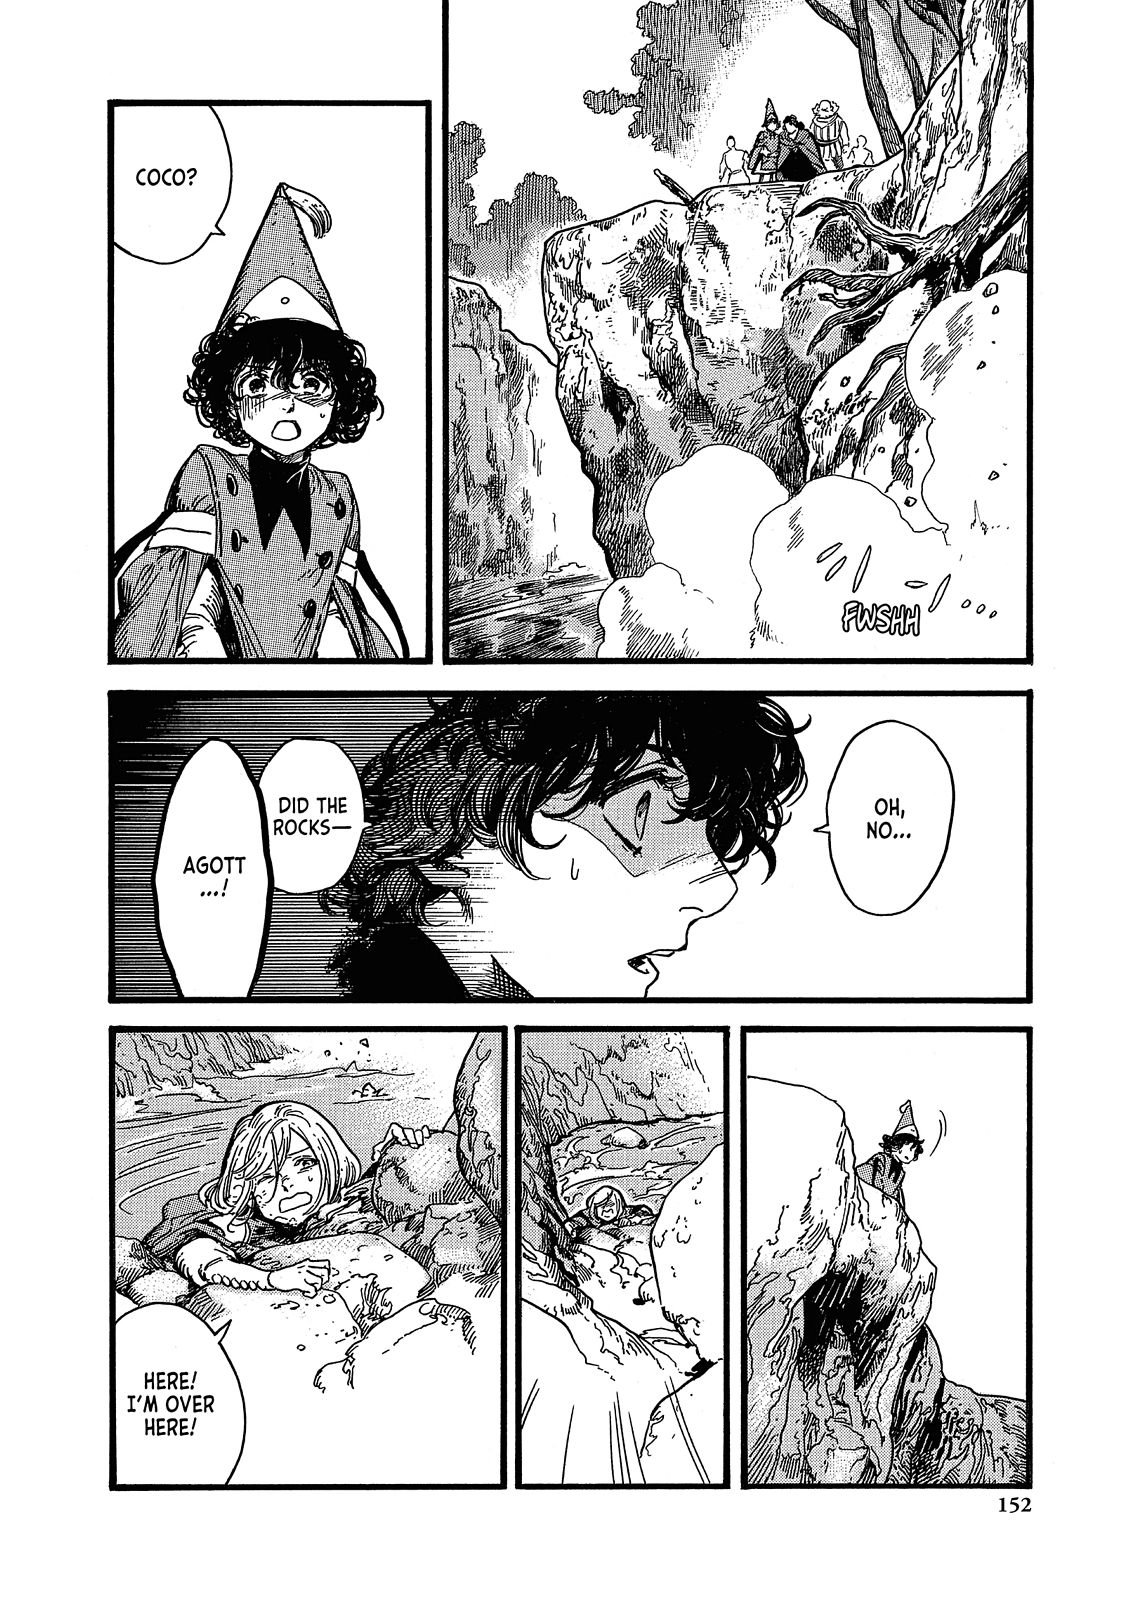 FWSHH
COCO?
OH,
NO...
DID THE
ROCKS—
AGOTT
...!
HERE!
I'M OVER
HERE!
152